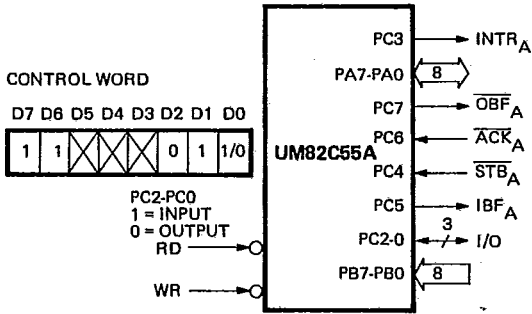 CONTROL WORD
D7 D6 D5 D4 D3 D2 D1 D0
1 1 0 1 1/0
PC2-PC0
1 = INPUT
0 = OUTPUT
RD
WR
UM82C55A
PC3 INTRA
PA7-PA0 8
PC7 OBFA
PC6 ACKA
PC4 STBA
PC5 IBFA
PC2-0 3 I/O
PB7-PB0 8